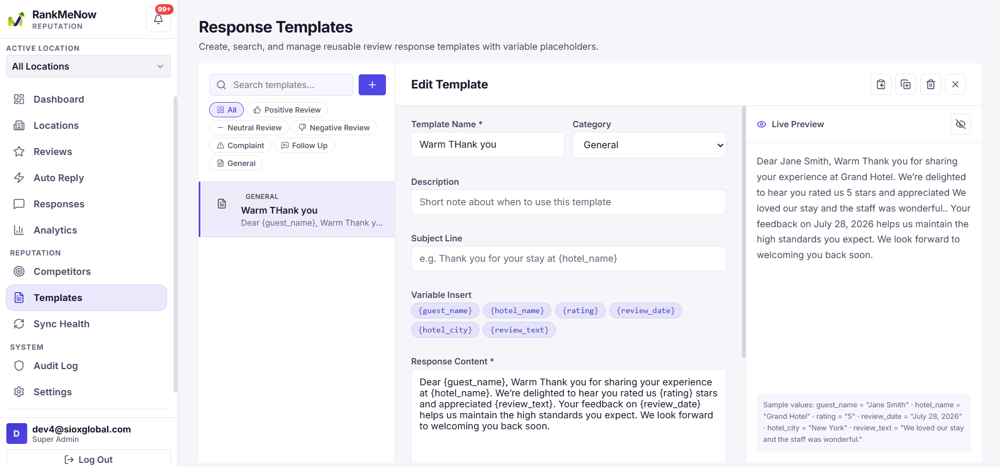 RankMeNow
REPUTATION
99+
ACTIVE LOCATION
All Locations
Dashboard
Locations
Reviews
Auto Reply
Responses
Analytics
REPUTATION
Competitors
Templates
Sync Health
SYSTEM
Audit Log
Settings
D
dev4@sioxglobal.com
Super Admin
Log Out
Response Templates
Create, search, and manage reusable review response templates with variable placeholders.
Search templates...
All
Positive Review
Neutral Review
Negative Review
Complaint
Follow Up
General
GENERAL
Warm THank you
Dear {guest_name}, Warm Thank y...
Edit Template
Template Name *
Category
Warm THank you
General
Description
Short note about when to use this template
Subject Line
e.g. Thank you for your stay at {hotel_name}
Variable Insert
{guest_name}
{hotel_name}
{rating}
{review_date}
{hotel_city}
{review_text}
Response Content *
Dear {guest_name}, Warm Thank you for sharing your experience
at {hotel_name}. We’re delighted to hear you rated us {rating} stars
and appreciated {review_text}. Your feedback on {review_date}
helps us maintain the high standards you expect. We look forward
to welcoming you back soon.
Live Preview
Dear Jane Smith, Warm Thank you for sharing
your experience at Grand Hotel. We’re delighted
to hear you rated us 5 stars and appreciated We
loved our stay and the staff was wonderful.. Your
feedback on July 28, 2026 helps us maintain the
high standards you expect. We look forward to
welcoming you back soon.
Sample values: guest_name = "Jane Smith" · hotel_name =
"Grand Hotel" · rating = "5" · review_date = "July 28, 2026"
· hotel_city = "New York" · review_text = "We loved our stay
and the staff was wonderful."